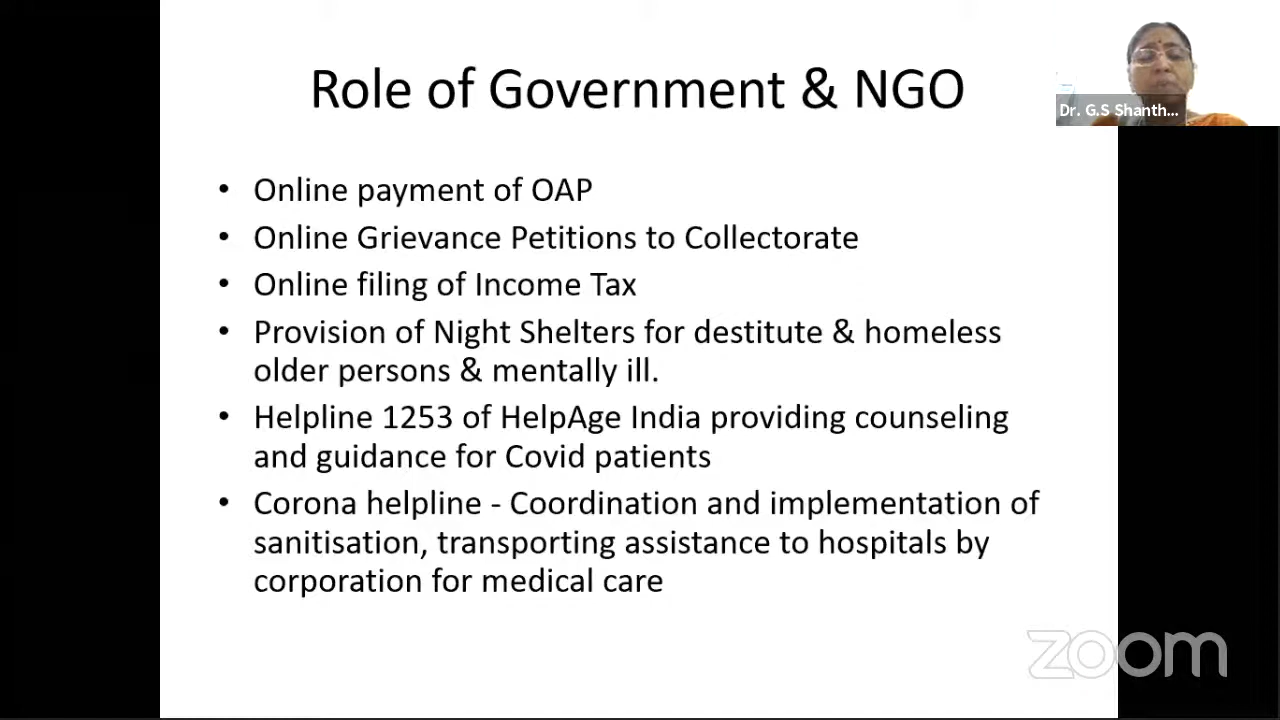 Role of Government & NGO
Dr. G.S Shanth...
• Online payment of OAP
• Online Grievance Petitions to Collectorate
• Online filing of Income Tax
• Provision of Night Shelters for destitute & homeless
older persons & mentally ill.
• Helpline 1253 of HelpAge India providing counseling
and guidance for Covid patients
• Corona helpline - Coordination and implementation of
sanitisation, transporting assistance to hospitals by
corporation for medical care
zoom